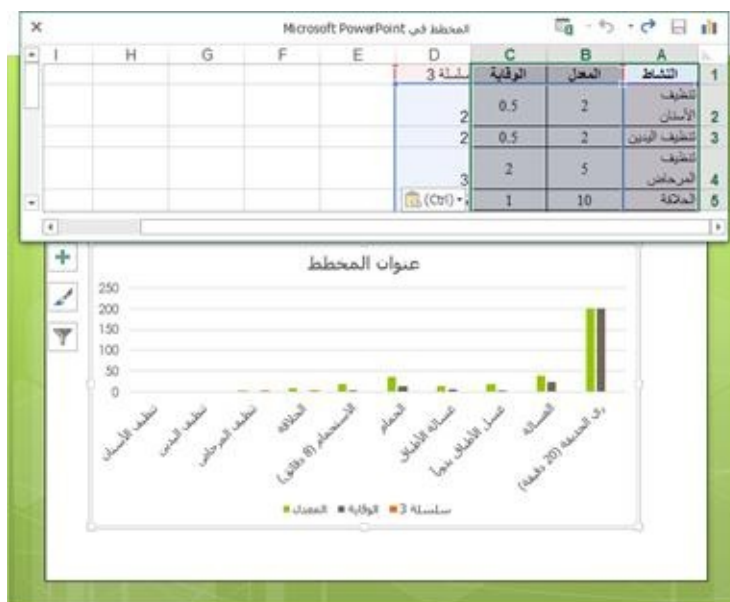 المخطط في Microsoft PowerPoint
A B C D E F G H I
1 النشاط المعدل الوقاية سلسلة 3
2 تنظيف الأسنان 2 0.5 2
3 تنظيف اليدين 2 0.5 2
4 تنظيف المرحاض 5 2 3
5 الحلاقة 10 1
(Ctrl)
عنوان المخطط
250
200
150
100
50
0
تنظيف الأسنان
تنظيف اليدين
تنظيف المرحاض
الحلاقة
الاستحمام (8 دقائق)
الحمام
غسالة الأطباق
غسل الأطباق يدوياً
الغسالة
ري الحديقة (20 دقيقة)
المعدل الوقاية سلسلة 3